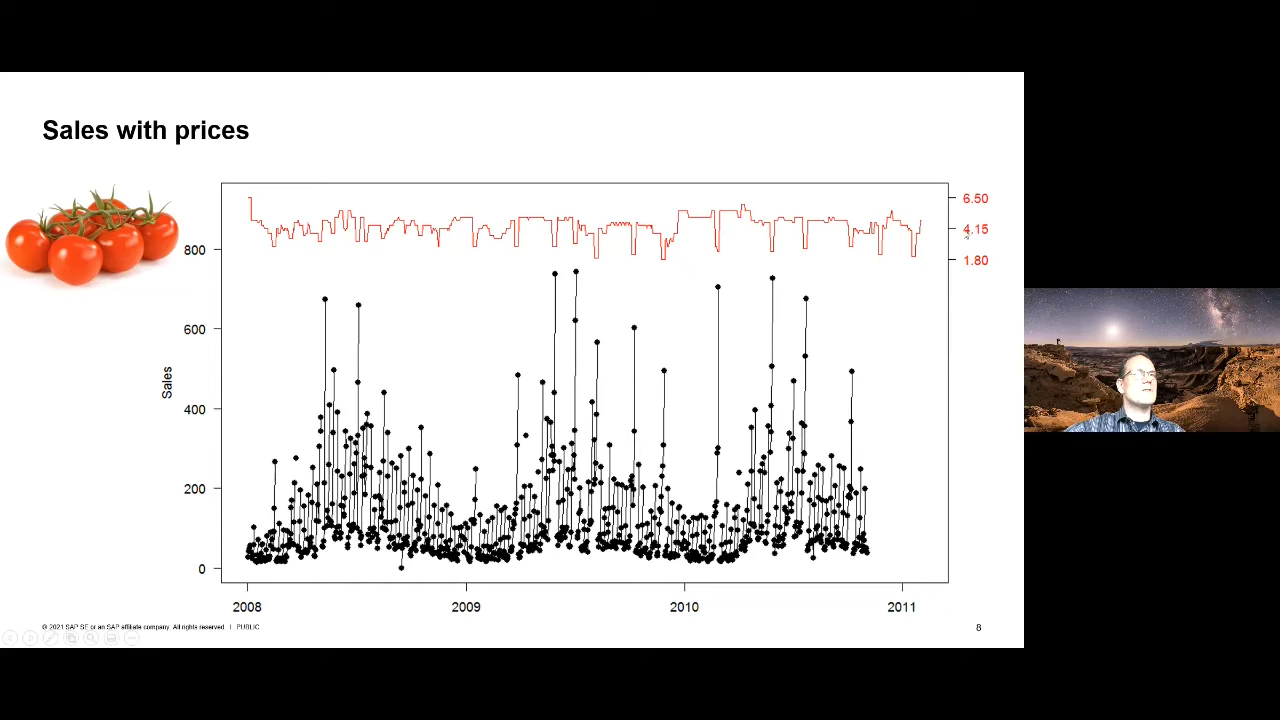 Sales with prices
6.50
4.15
1.80
800
600
400
200
0
Sales
2008 2009 2010 2011
© 2021 SAP SE or an SAP affiliate company. All rights reserved. | PUBLIC
8